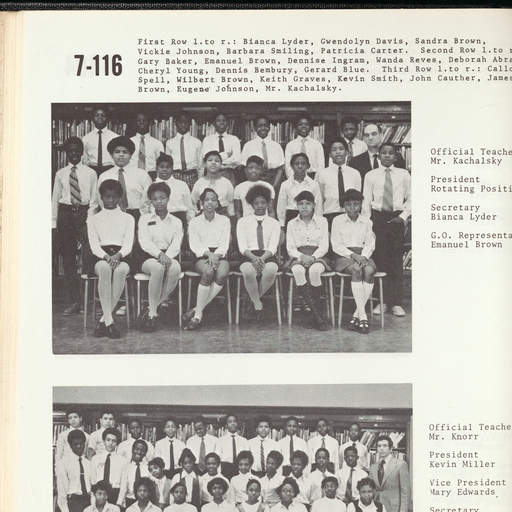 7-116
First Row l.to r.: Bianca Lyder, Gwendolyn Davis, Sandra Brown,
Vickie Johnson, Barbara Smiling, Patricia Carter. Second Row l.to r
Gary Baker, Emanuel Brown, Dennise Ingram, Wanda Reves, Deborah Abra
Cheryl Young, Dennis Bembury, Gerard Blue. Third Row l.to r.: Callo
Spell, Wilbert Brown, Keith Graves, Kevin Smith, John Cauther, James
Brown, Eugene Johnson, Mr. Kachalsky.
Official Teache
Mr. Kachalsky
President
Rotating Positi
Secretary
Bianca Lyder
G.O. Representa
Emanuel Brown
Official Teache
Mr. Knorr
President
Kevin Miller
Vice President
Mary Edwards
Secretary